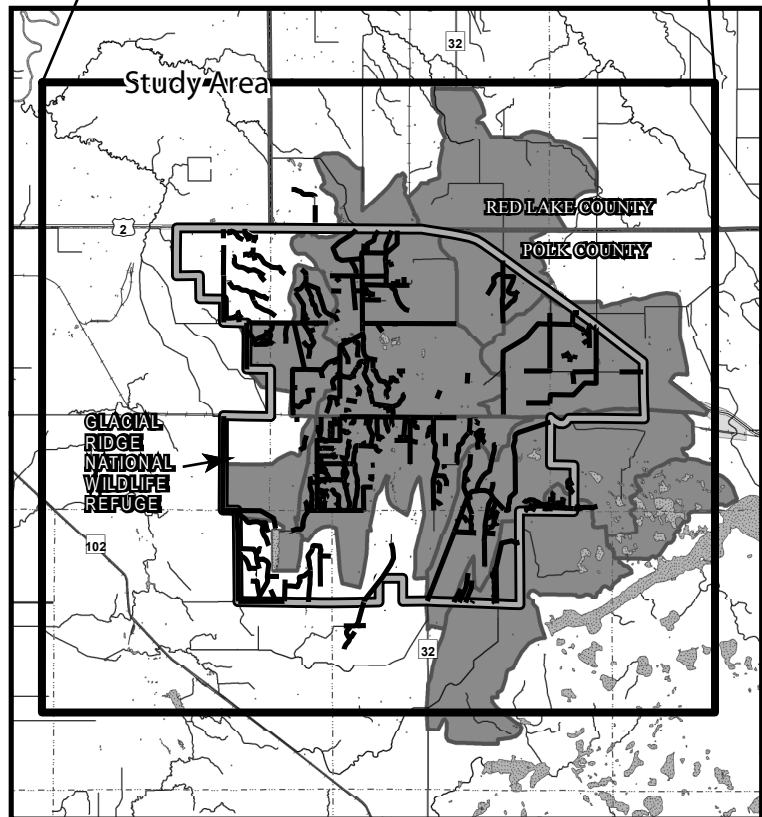 32
Study Area
RED LAKE COUNTY
2
POLK COUNTY
GLACIAL
RIDGE
NATIONAL
WILDLIFE
REFUGE
102
32